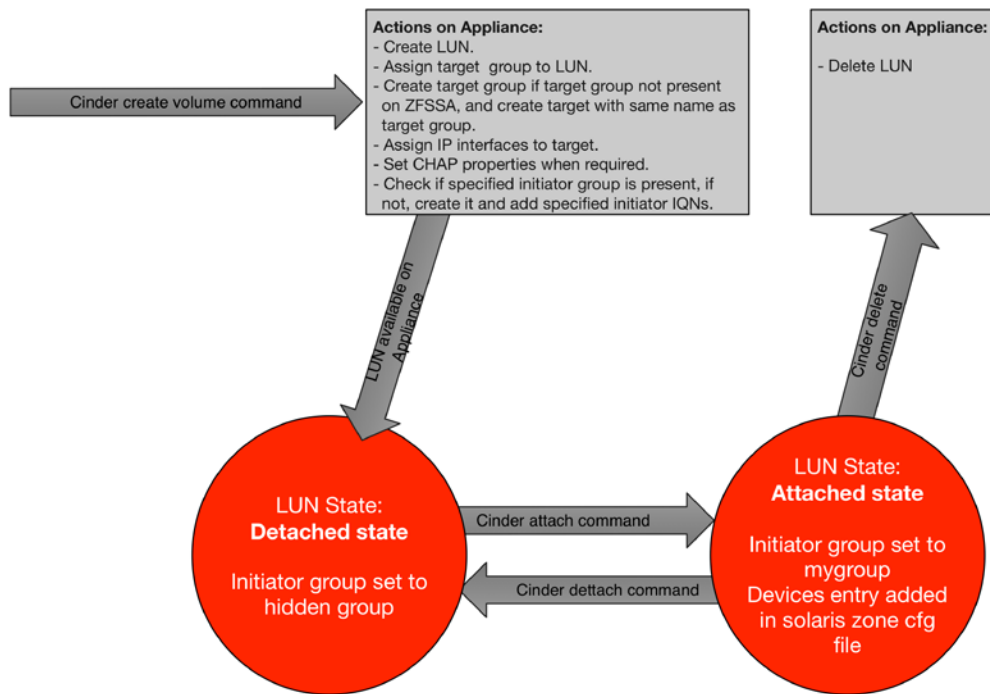 Cinder create volume command
Actions on Appliance:
- Create LUN.
- Assign target group to LUN.
- Create target group if target group not present
on ZFSSA, and create target with same name as
target group.
- Assign IP interfaces to target.
- Set CHAP properties when required.
- Check if specified initiator group is present, if
not, create it and add specified initiator IQNs.
Actions on Appliance:
- Delete LUN
LUN available on
Appliance
Cinder delete
command
LUN State:
Detached state
Initiator group set to
hidden group
Cinder attach command
Cinder dettach command
LUN State:
Attached state
Initiator group set to
mygroup
Devices entry added
in solaris zone cfg
file